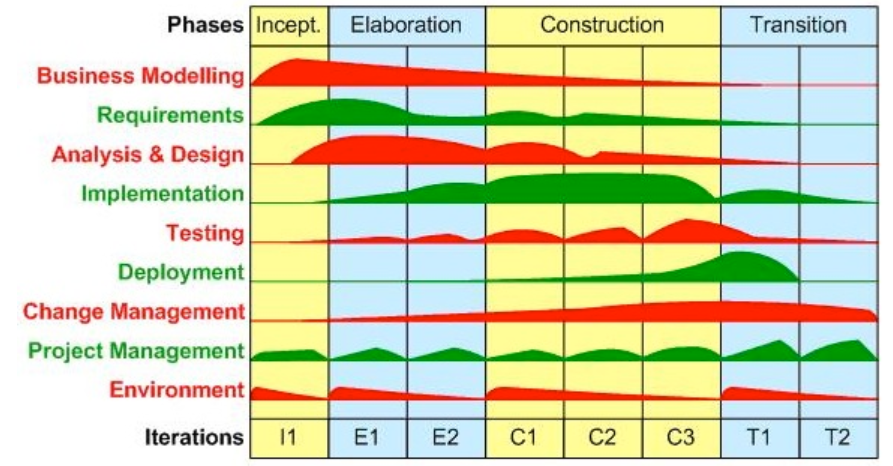 Phases Incept. Elaboration Construction Transition
Business Modelling
Requirements
Analysis & Design
Implementation
Testing
Deployment
Change Management
Project Management
Environment
Iterations I1 E1 E2 C1 C2 C3 T1 T2